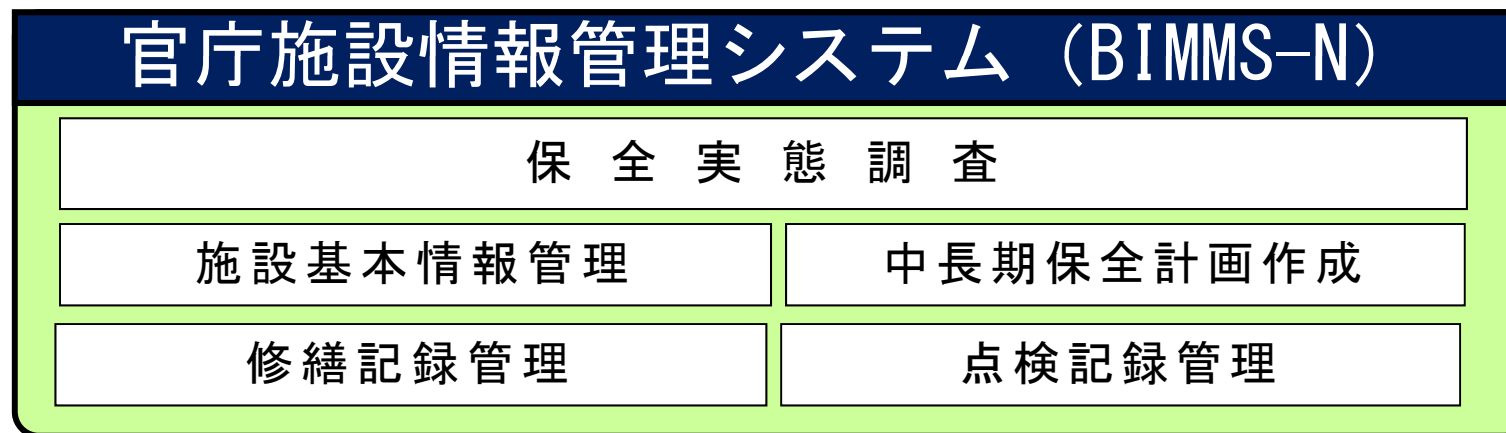 官庁施設情報管理システム（BIMMS-N）
保全実態調査
施設基本情報管理
中長期保全計画作成
修繕記録管理
点検記録管理